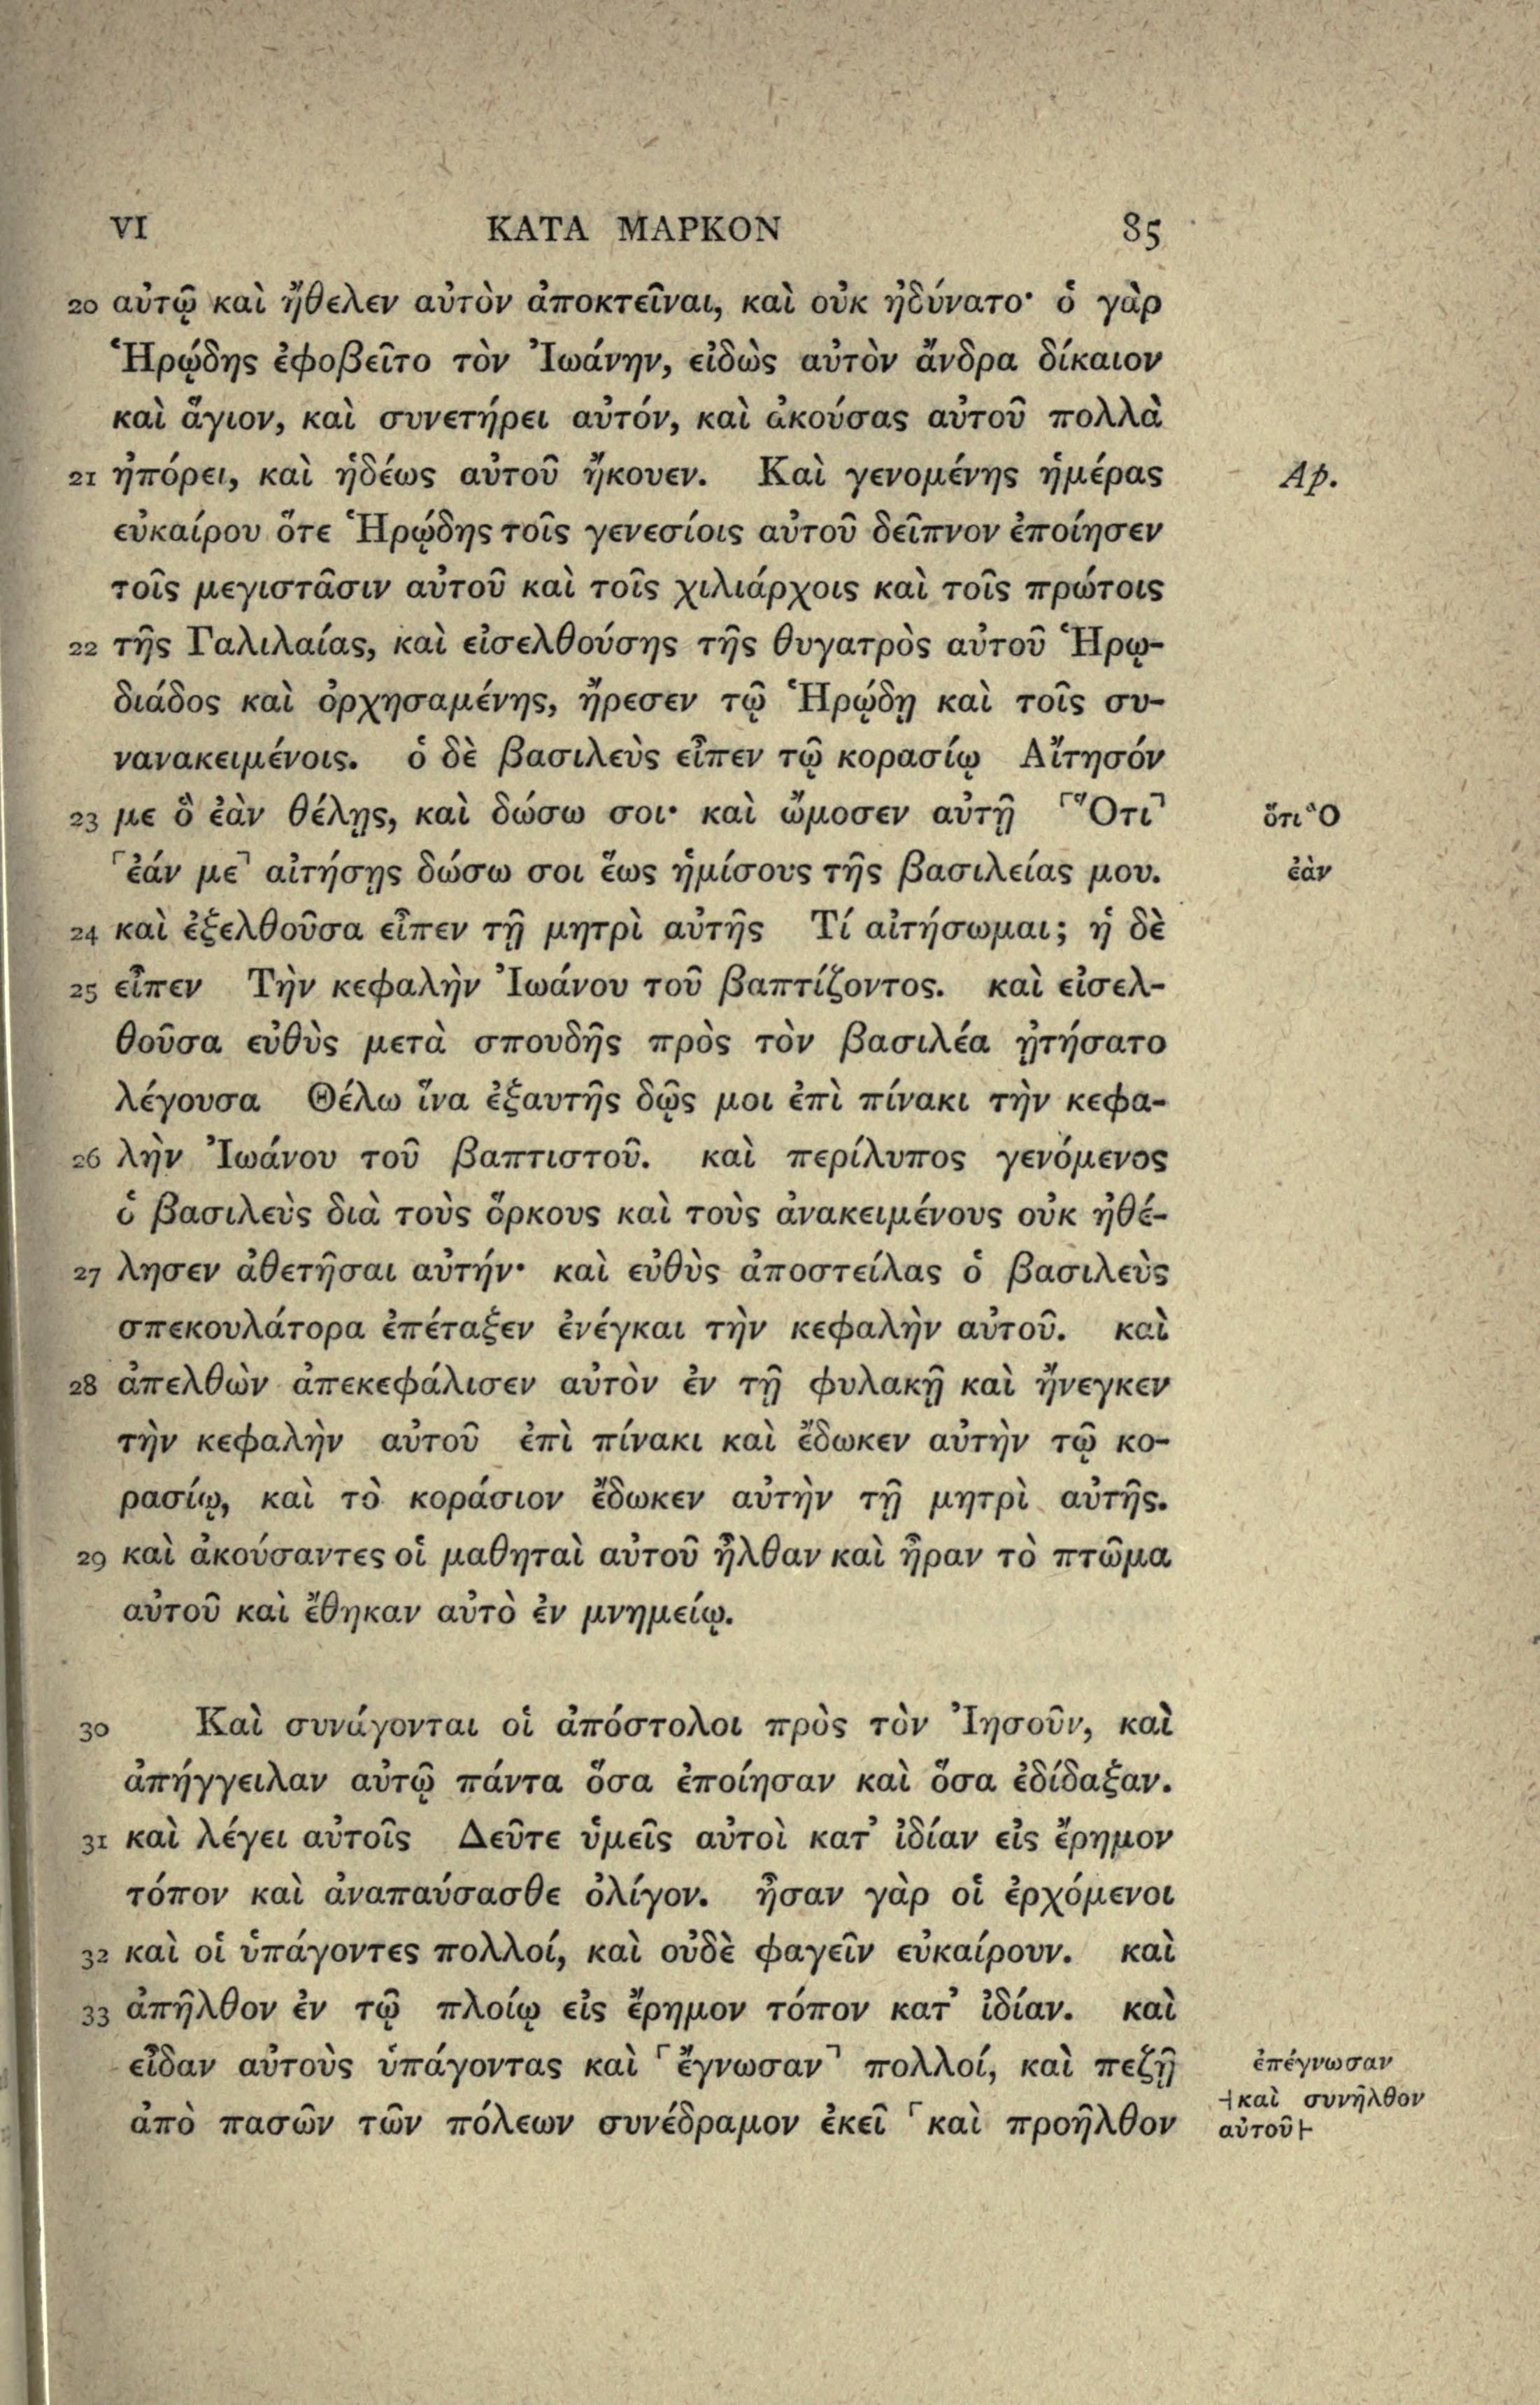 VI ΚΑΤΑ ΜΑΡΚΟΝ 85
20 αὐτῷ καὶ ἤθελεν αὐτὸν ἀποκτεῖναι, καὶ οὐκ ἠδύνατο· ὁ γὰρ
Ἡρῴδης ἐφοβεῖτο τὸν Ἰωάνην, εἰδὼς αὐτὸν ἄνδρα δίκαιον
καὶ ἅγιον, καὶ συνετήρει αὐτόν, καὶ ἀκούσας αὐτοῦ πολλὰ
21 ἠπόρει, καὶ ἡδέως αὐτοῦ ἤκουεν. Καὶ γενομένης ἡμέρας Ap.
εὐκαίρου ὅτε Ἡρῴδης τοῖς γενεσίοις αὐτοῦ δεῖπνον ἐποίησεν
τοῖς μεγιστᾶσιν αὐτοῦ καὶ τοῖς χιλιάρχοις καὶ τοῖς πρώτοις
22 τῆς Γαλιλαίας, καὶ εἰσελθούσης τῆς θυγατρὸς αὐτοῦ Ἡρῳ-
διάδος καὶ ὀρχησαμένης, ἤρεσεν τῷ Ἡρῴδῃ καὶ τοῖς συ-
νανακειμένοις. ὁ δὲ βασιλεὺς εἶπεν τῷ κορασίῳ Αἴτησόν
23 με ὃ ἐὰν θέλῃς, καὶ δώσω σοι· καὶ ὤμοσεν αὐτῇ ⸀Ὅτι⸃ ὅτι Ὃ
⸀ἐάν με⸃ αἰτήσῃς δώσω σοι ἕως ἡμίσους τῆς βασιλείας μου. ἐὰν
24 καὶ ἐξελθοῦσα εἶπεν τῇ μητρὶ αὐτῆς Τί αἰτήσωμαι; ἡ δὲ
25 εἶπεν Τὴν κεφαλὴν Ἰωάνου τοῦ βαπτίζοντος. καὶ εἰσελ-
θοῦσα εὐθὺς μετὰ σπουδῆς πρὸς τὸν βασιλέα ᾐτήσατο
λέγουσα Θέλω ἵνα ἐξαυτῆς δῷς μοι ἐπὶ πίνακι τὴν κεφα-
26 λὴν Ἰωάνου τοῦ βαπτιστοῦ. καὶ περίλυπος γενόμενος
ὁ βασιλεὺς διὰ τοὺς ὅρκους καὶ τοὺς ἀνακειμένους οὐκ ἠθέ-
27 λησεν ἀθετῆσαι αὐτήν· καὶ εὐθὺς ἀποστείλας ὁ βασιλεὺς
σπεκουλάτορα ἐπέταξεν ἐνέγκαι τὴν κεφαλὴν αὐτοῦ. καὶ
28 ἀπελθὼν ἀπεκεφάλισεν αὐτὸν ἐν τῇ φυλακῇ καὶ ἤνεγκεν
τὴν κεφαλὴν αὐτοῦ ἐπὶ πίνακι καὶ ἔδωκεν αὐτὴν τῷ κο-
ρασίῳ, καὶ τὸ κοράσιον ἔδωκεν αὐτὴν τῇ μητρὶ αὐτῆς.
29 καὶ ἀκούσαντες οἱ μαθηταὶ αὐτοῦ ἦλθαν καὶ ἦραν τὸ πτῶμα
αὐτοῦ καὶ ἔθηκαν αὐτὸ ἐν μνημείῳ.
30 Καὶ συνάγονται οἱ ἀπόστολοι πρὸς τὸν Ἰησοῦν, καὶ
ἀπήγγειλαν αὐτῷ πάντα ὅσα ἐποίησαν καὶ ὅσα ἐδίδαξαν.
31 καὶ λέγει αὐτοῖς Δεῦτε ὑμεῖς αὐτοὶ κατ᾽ ἰδίαν εἰς ἔρημον
τόπον καὶ ἀναπαύσασθε ὀλίγον. ἦσαν γὰρ οἱ ἐρχόμενοι
32 καὶ οἱ ὑπάγοντες πολλοί, καὶ οὐδὲ φαγεῖν εὐκαίρουν. καὶ
33 ἀπῆλθον ἐν τῷ πλοίῳ εἰς ἔρημον τόπον κατ᾽ ἰδίαν. καὶ
εἶδαν αὐτοὺς ὑπάγοντας καὶ ⸀ἔγνωσαν⸃ πολλοί, καὶ πεζῇ ἐπέγνωσαν
ἀπὸ πασῶν τῶν πόλεων συνέδραμον ἐκεῖ ⸀καὶ προῆλθον ⊣καὶ συνῆλθον
αὐτοῦ⊢